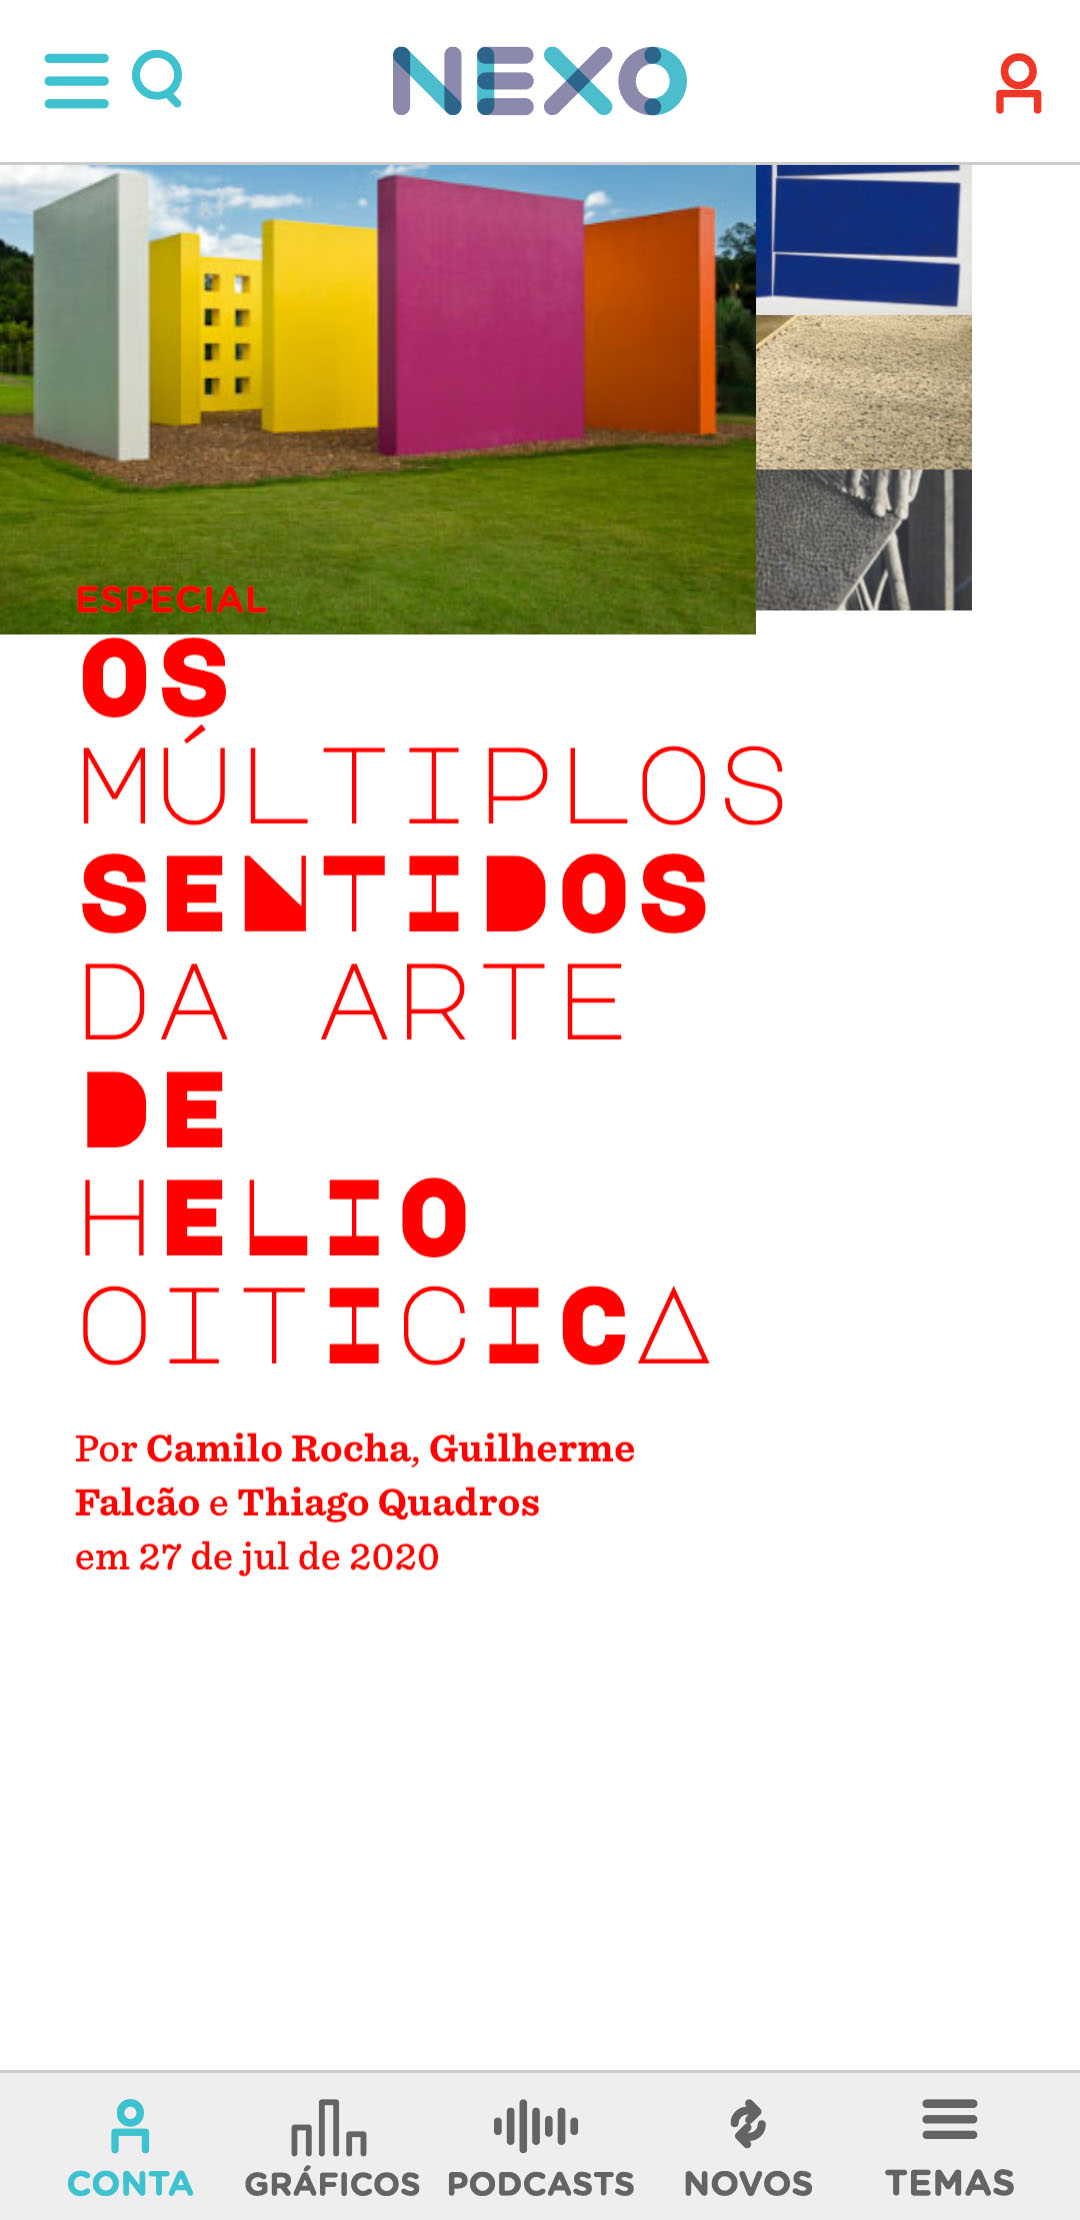 NEXO
ESPECIAL
OS
MÚLTIPLOS
SENTIDOS
DA ARTE
DE
HELIO
OITICICA
Por Camilo Rocha, Guilherme
Falcão e Thiago Quadros
em 27 de jul de 2020
CONTA GRÁFICOS PODCASTS NOVOS TEMAS